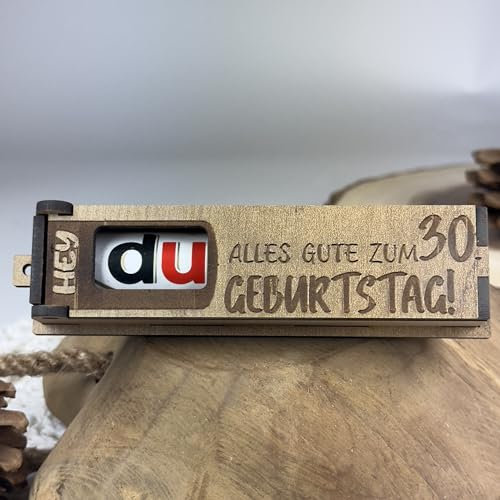 HEY
du
ALLES GUTE ZUM 30.
GEBURTSTAG!